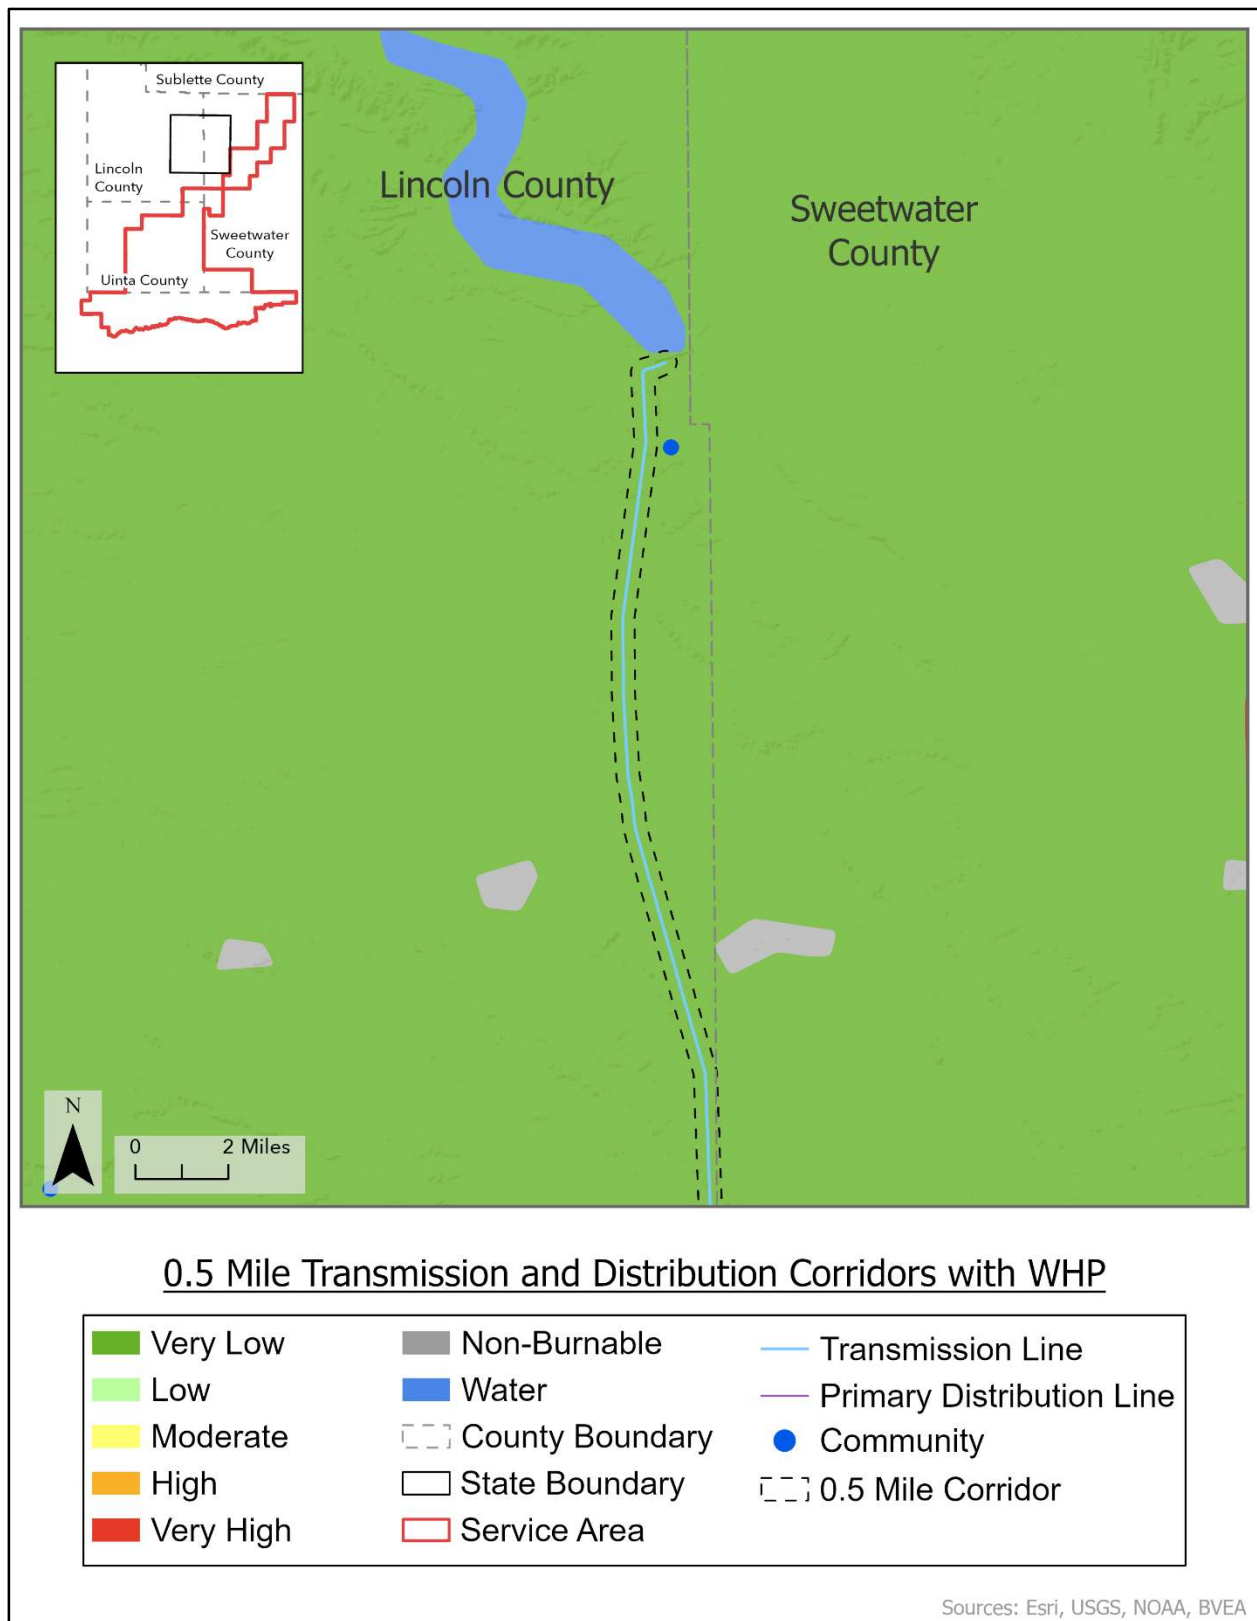 Sublette County
Lincoln
County
Sweetwater
County
Uinta County
Lincoln County
Sweetwater
County
N
0 2 Miles
0.5 Mile Transmission and Distribution Corridors with WHP
Very Low
Low
Moderate
High
Very High
Non-Burnable
Water
County Boundary
State Boundary
Service Area
Transmission Line
Primary Distribution Line
Community
0.5 Mile Corridor
Sources: Esri, USGS, NOAA, BVEA